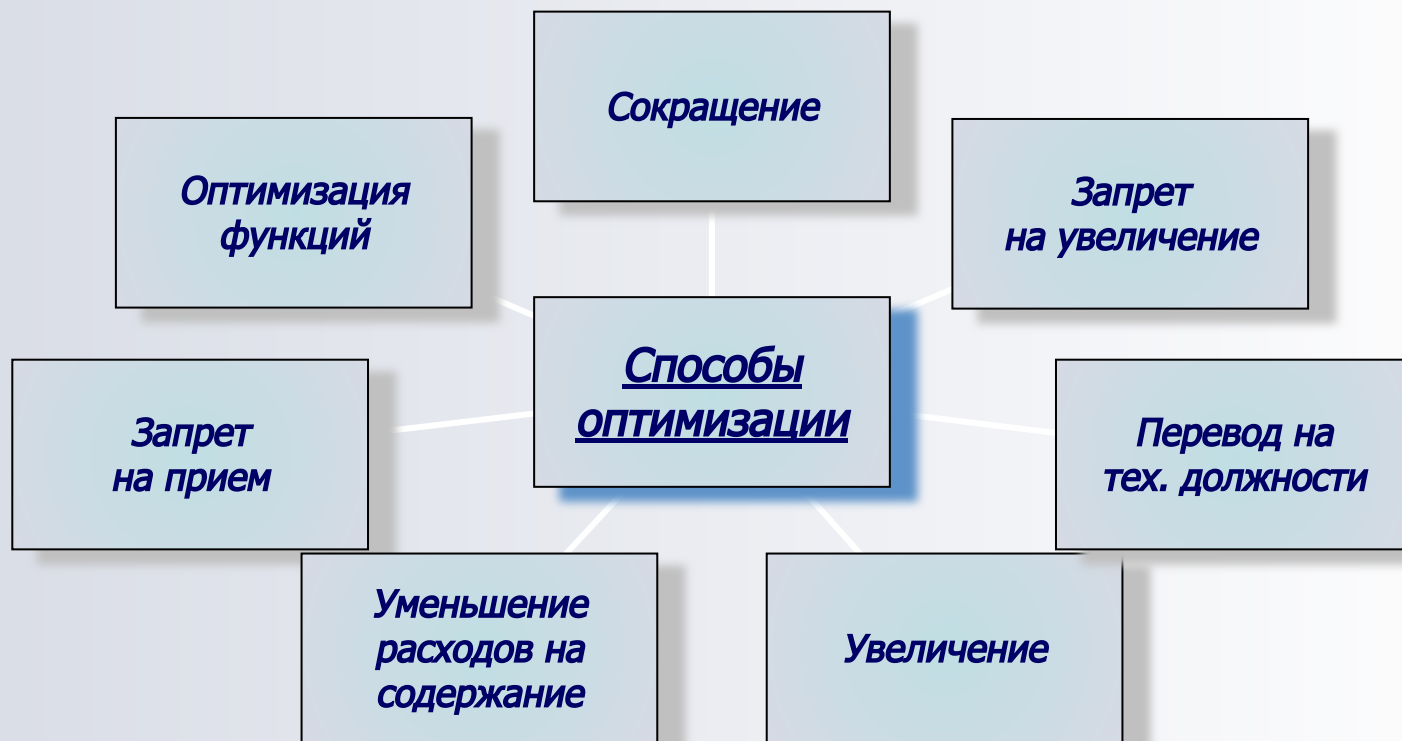 Сокращение
Оптимизация
функций
Запрет
на увеличение
Способы
оптимизации
Запрет
на прием
Перевод на
тех. должности
Уменьшение
расходов на
содержание
Увеличение